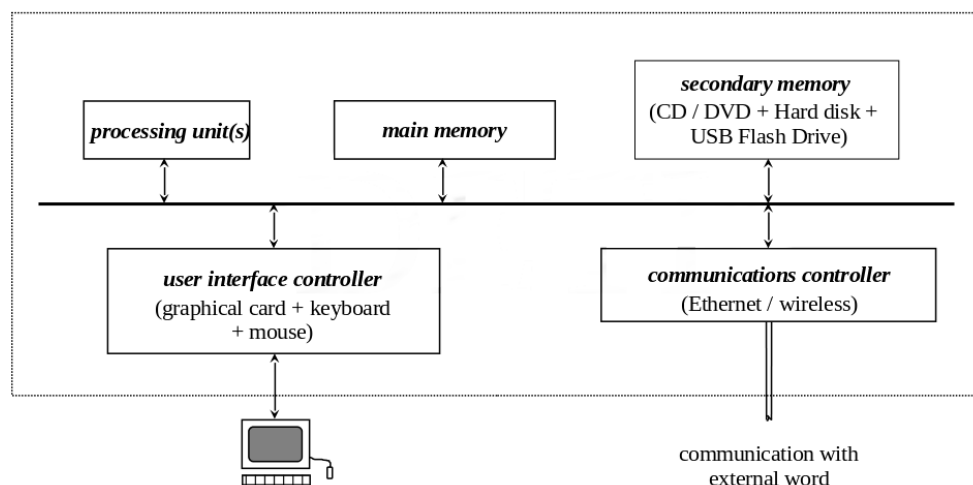 secondary memory
(CD / DVD + Hard disk +
USB Flash Drive)
processing unit(s)
main memory
user interface controller
(graphical card + keyboard
+ mouse)
communications controller
(Ethernet / wireless)
communication with
external word